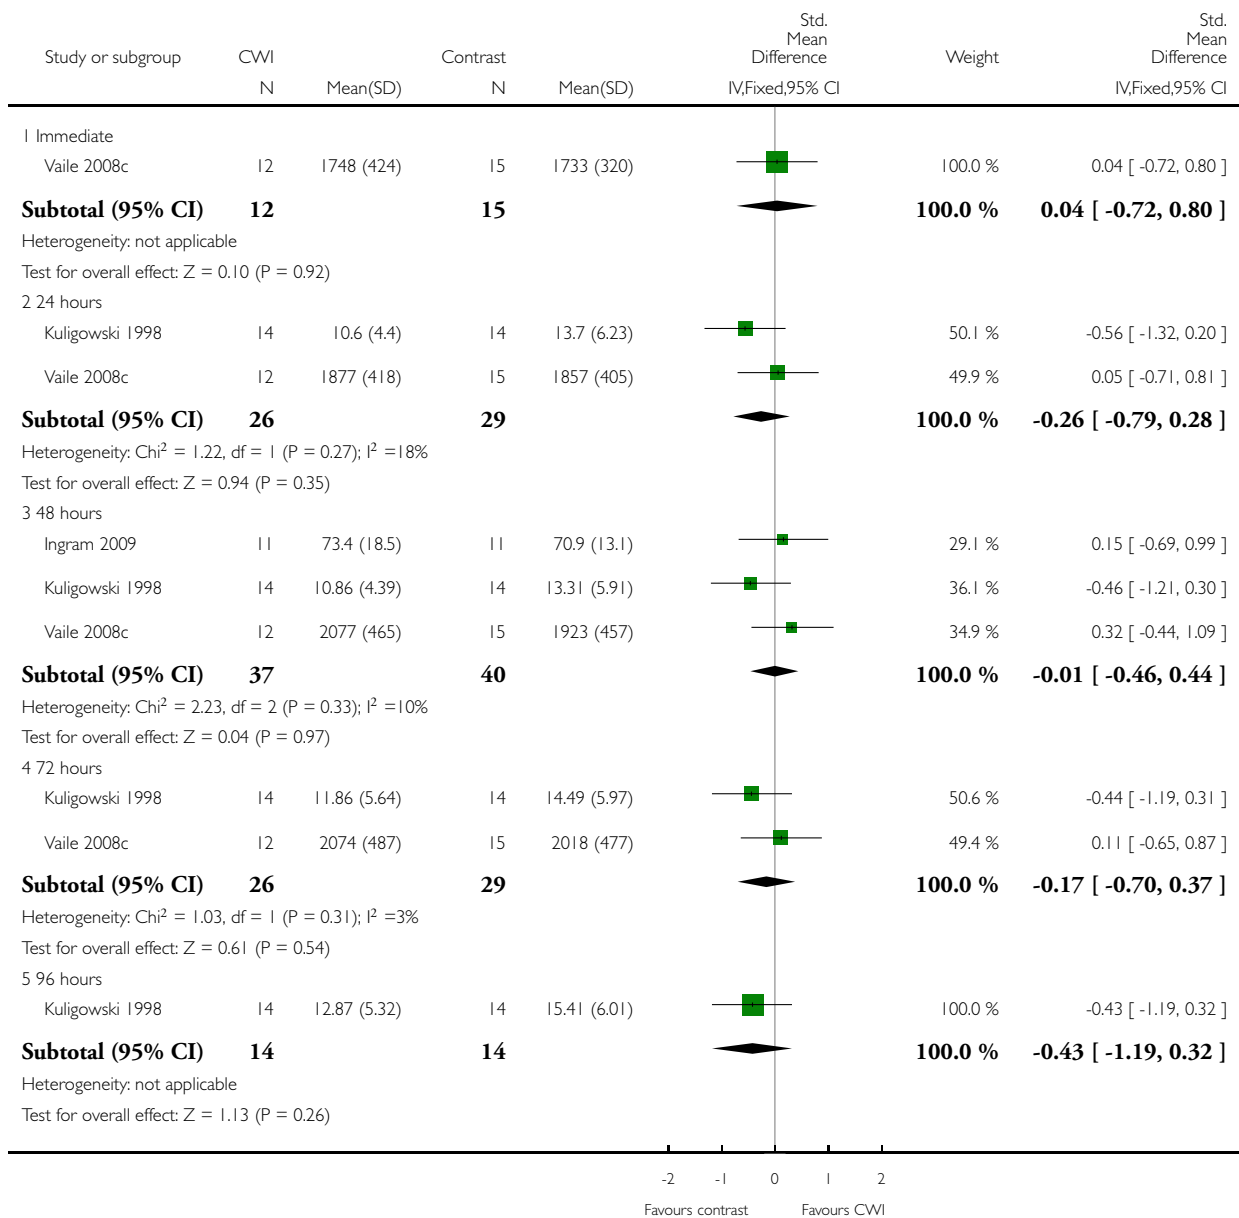 Std. Std.
Mean Mean
Study or subgroup CWI Contrast Difference Weight Difference
N Mean(SD) N Mean(SD) IV,Fixed,95% CI IV,Fixed,95% CI
1 Immediate
Vaile 2008c 12 1748 (424) 15 1733 (320) 100.0 % 0.04 [ -0.72, 0.80 ]
Subtotal (95% CI) 12 15 100.0 % 0.04 [ -0.72, 0.80 ]
Heterogeneity: not applicable
Test for overall effect: Z = 0.10 (P = 0.92)
2 24 hours
Kuligowski 1998 14 10.6 (4.4) 14 13.7 (6.23) 50.1 % -0.56 [ -1.32, 0.20 ]
Vaile 2008c 12 1877 (418) 15 1857 (405) 49.9 % 0.05 [ -0.71, 0.81 ]
Subtotal (95% CI) 26 29 100.0 % -0.26 [ -0.79, 0.28 ]
Heterogeneity: Chi² = 1.22, df = 1 (P = 0.27); I² =18%
Test for overall effect: Z = 0.94 (P = 0.35)
3 48 hours
Ingram 2009 11 73.4 (18.5) 11 70.9 (13.1) 29.1 % 0.15 [ -0.69, 0.99 ]
Kuligowski 1998 14 10.86 (4.39) 14 13.31 (5.91) 36.1 % -0.46 [ -1.21, 0.30 ]
Vaile 2008c 12 2077 (465) 15 1923 (457) 34.9 % 0.32 [ -0.44, 1.09 ]
Subtotal (95% CI) 37 40 100.0 % -0.01 [ -0.46, 0.44 ]
Heterogeneity: Chi² = 2.23, df = 2 (P = 0.33); I² =10%
Test for overall effect: Z = 0.04 (P = 0.97)
4 72 hours
Kuligowski 1998 14 11.86 (5.64) 14 14.49 (5.97) 50.6 % -0.44 [ -1.19, 0.31 ]
Vaile 2008c 12 2074 (487) 15 2018 (477) 49.4 % 0.11 [ -0.65, 0.87 ]
Subtotal (95% CI) 26 29 100.0 % -0.17 [ -0.70, 0.37 ]
Heterogeneity: Chi² = 1.03, df = 1 (P = 0.31); I² =3%
Test for overall effect: Z = 0.61 (P = 0.54)
5 96 hours
Kuligowski 1998 14 12.87 (5.32) 14 15.41 (6.01) 100.0 % -0.43 [ -1.19, 0.32 ]
Subtotal (95% CI) 14 14 100.0 % -0.43 [ -1.19, 0.32 ]
Heterogeneity: not applicable
Test for overall effect: Z = 1.13 (P = 0.26)
-2 -1 0 1 2
Favours contrast Favours CWI